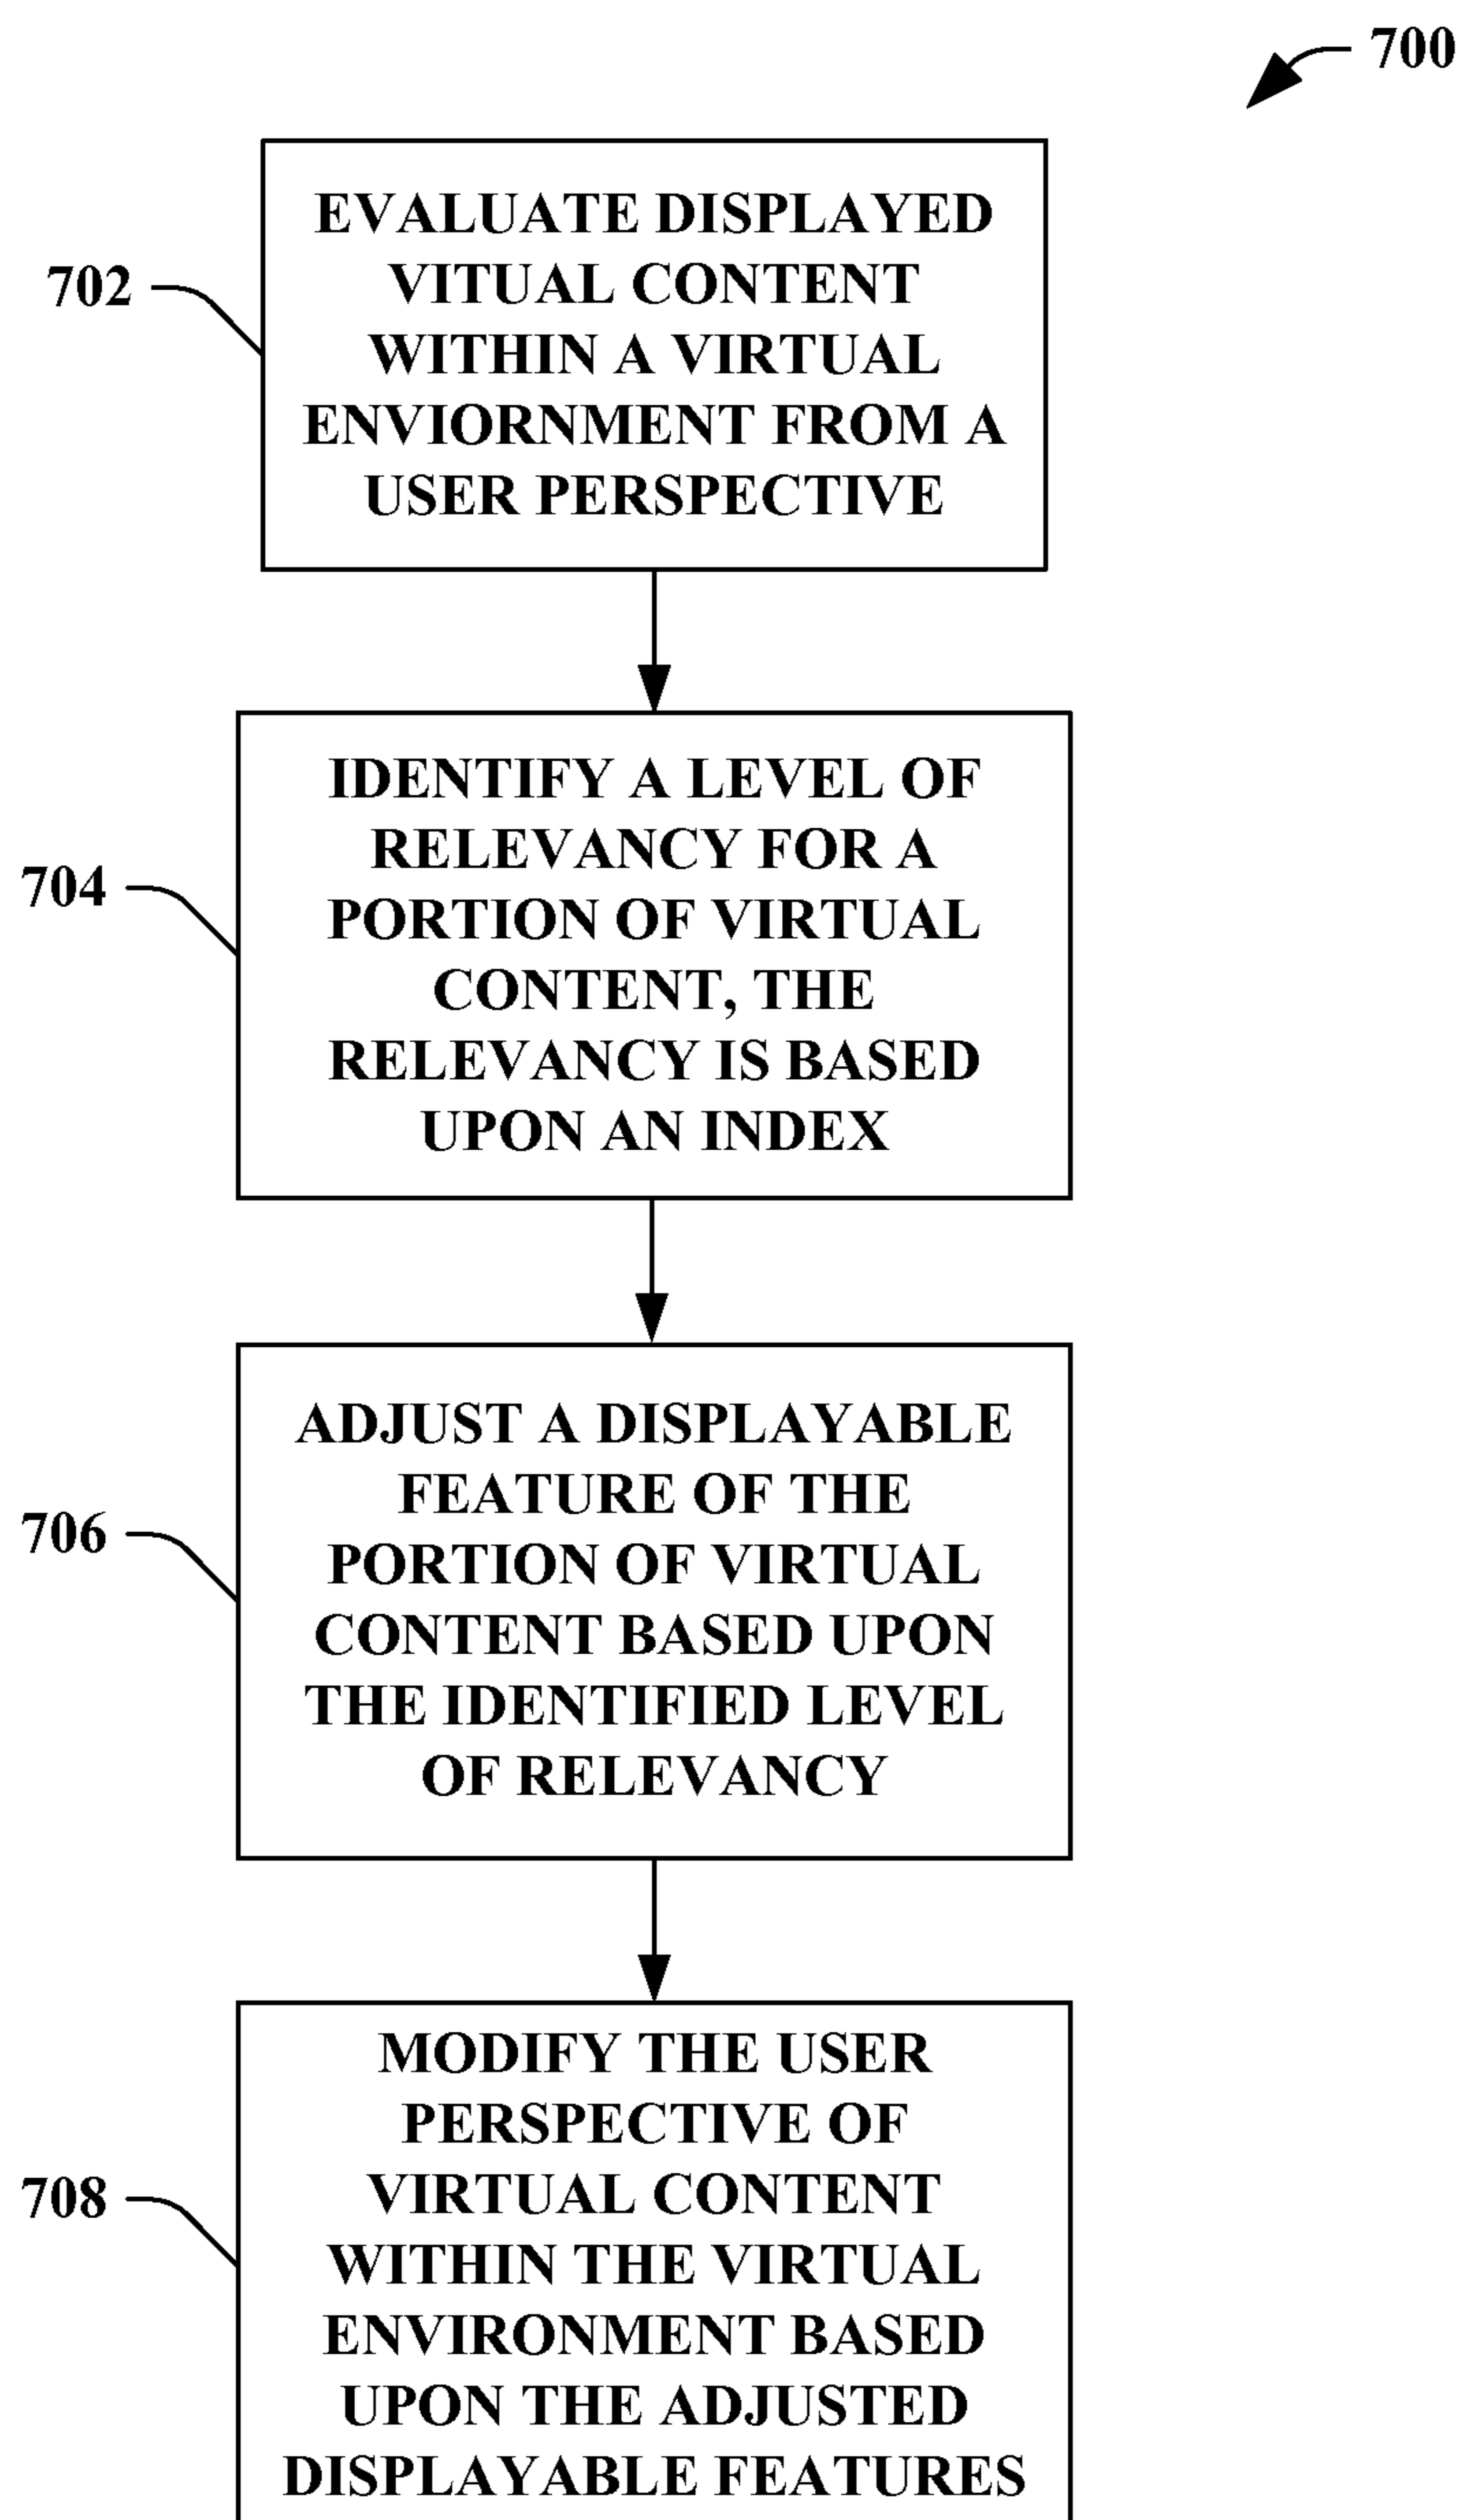 700
EVALUATE DISPLAYED
VITUAL CONTENT
WITHIN A VIRTUAL
ENVIORNMENT FROM A
USER PERSPECTIVE
702
IDENTIFY A LEVEL OF
RELEVANCY FOR A
PORTION OF VIRTUAL
CONTENT, THE
RELEVANCY IS BASED
UPON AN INDEX
704
ADJUST A DISPLAYABLE
FEATURE OF THE
PORTION OF VIRTUAL
CONTENT BASED UPON
THE IDENTIFIED LEVEL
OF RELEVANCY
706
MODIFY THE USER
PERSPECTIVE OF
VIRTUAL CONTENT
WITHIN THE VIRTUAL
ENVIRONMENT BASED
UPON THE ADJUSTED
DISPLAYABLE FEATURES
708